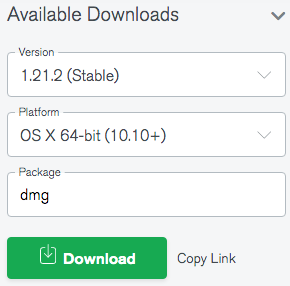 Available Downloads
Version
1.21.2 (Stable)
Platform
OS X 64-bit (10.10+)
Package
dmg
Download Copy Link